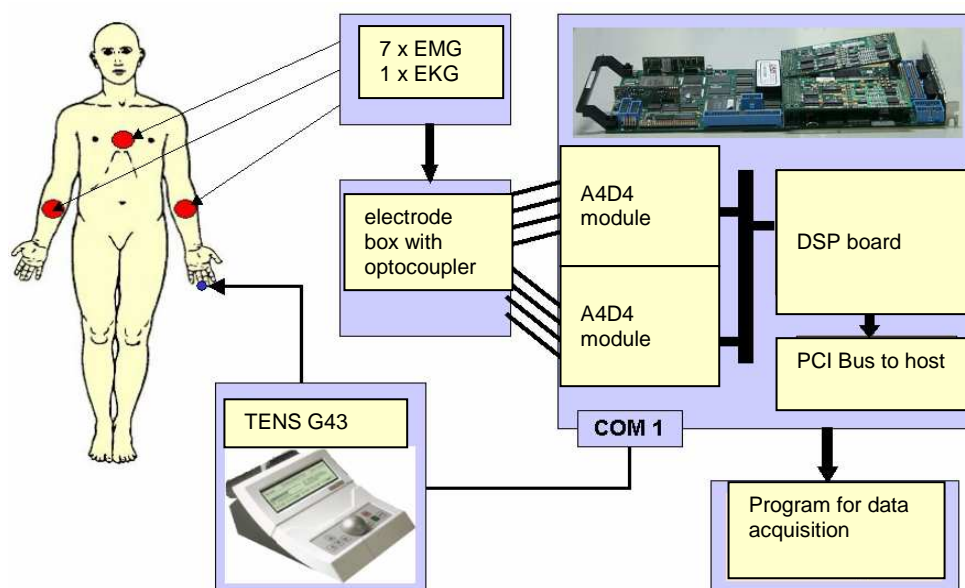 7 x EMG
1 x EKG
electrode
box with
optocoupler
A4D4
module
A4D4
module
DSP board
PCI Bus to host
COM 1
TENS G43
Program for data
acquisition